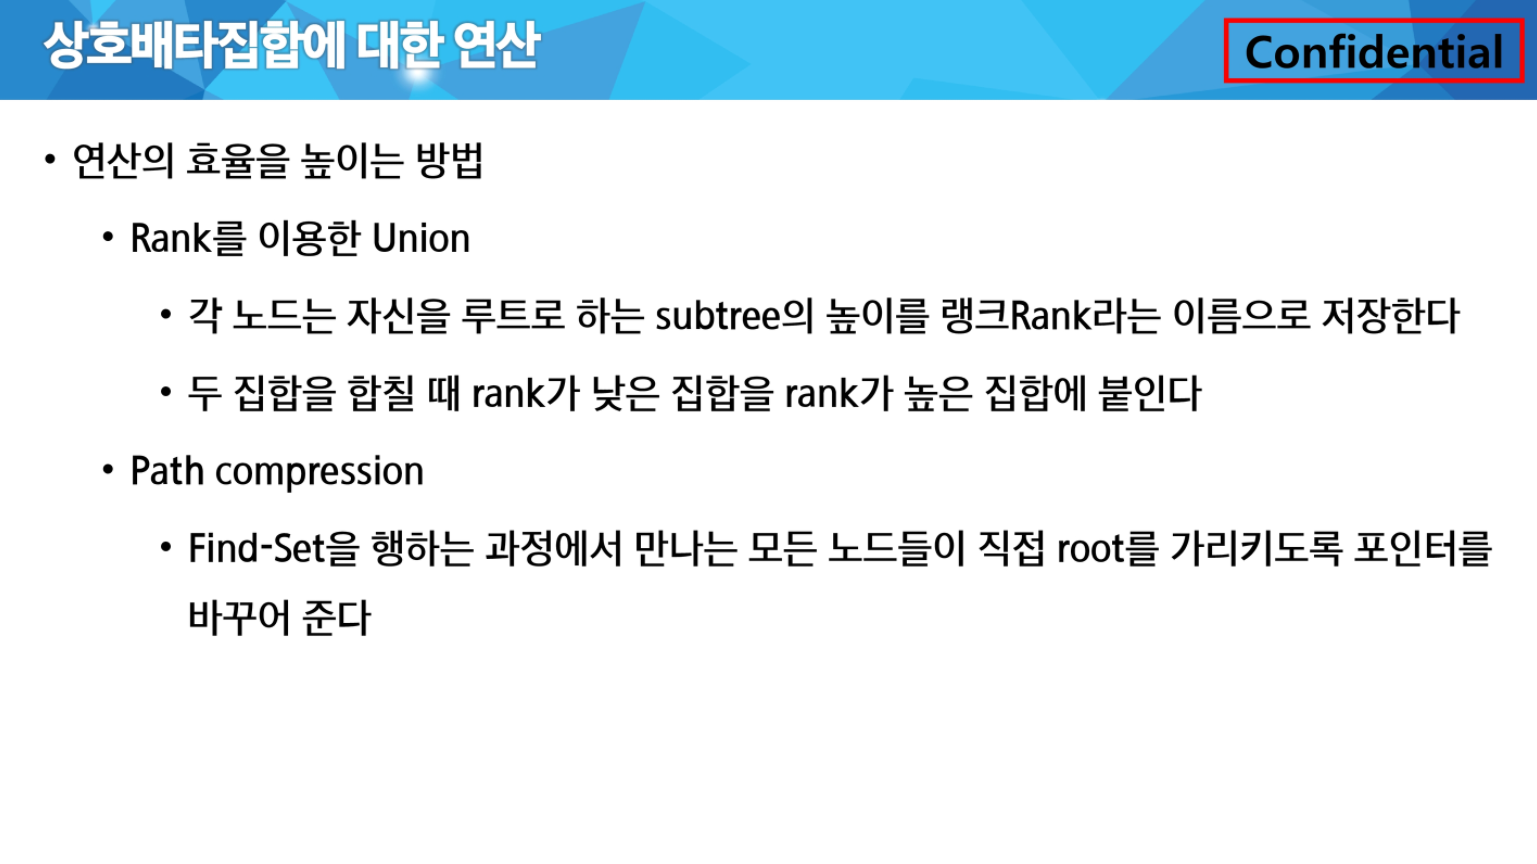 상호배타집합에 대한 연산
Confidential
• 연산의 효율을 높이는 방법
• Rank를 이용한 Union
• 각 노드는 자신을 루트로 하는 subtree의 높이를 랭크Rank라는 이름으로 저장한다
• 두 집합을 합칠 때 rank가 낮은 집합을 rank가 높은 집합에 붙인다
• Path compression
• Find-Set을 행하는 과정에서 만나는 모든 노드들이 직접 root를 가리키도록 포인터를
바꾸어 준다